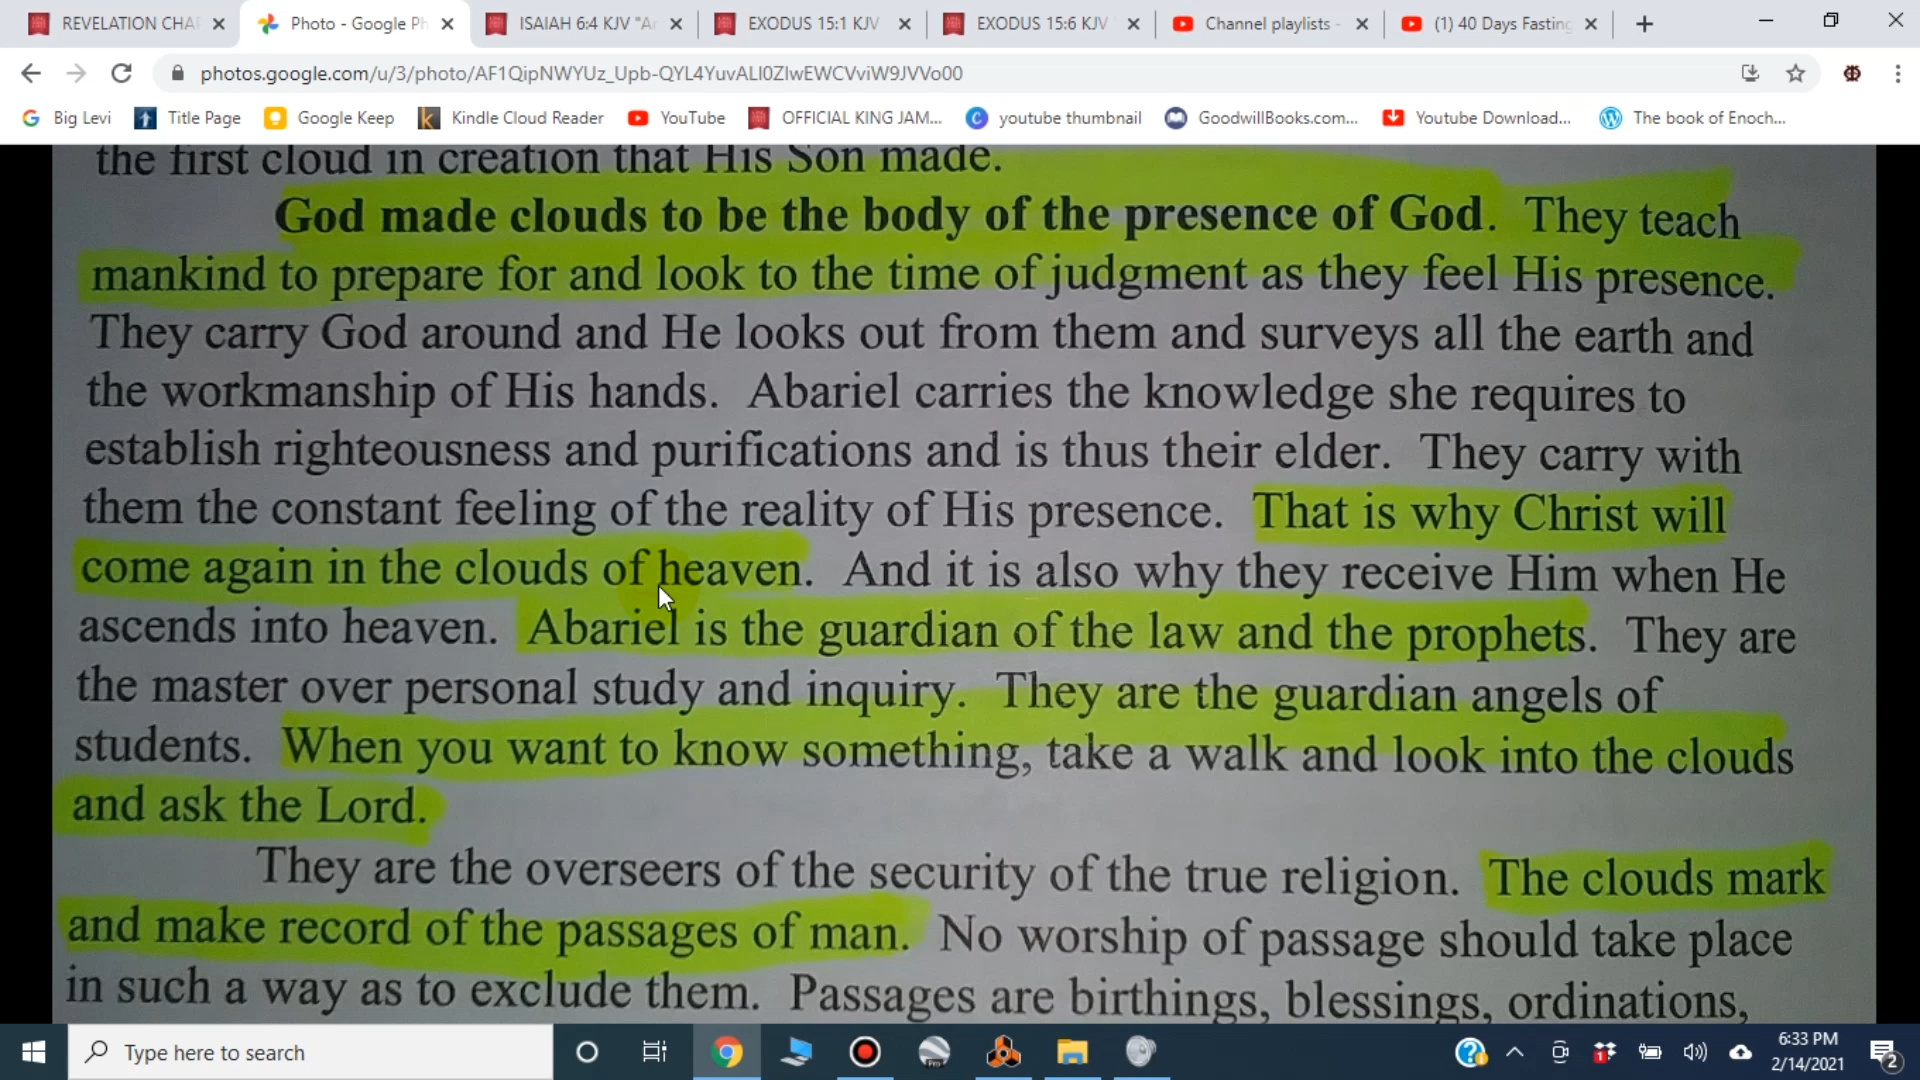 REVELATION CHA
Photo - Google Ph
ISAIAH 6:4 KJV "A
EXODUS 15:1 KJV
EXODUS 15:6 KJV
Channel playlists -
(1) 40 Days Fasting
photos.google.com/u/3/photo/AF1QipNWYUz_Upb-QYL4YuvALI0ZIwEWCVviW9JVVo00
Big Levi
Title Page
Google Keep
Kindle Cloud Reader
YouTube
OFFICIAL KING JAM...
youtube thumbnail
GoodwillBooks.com...
Youtube Download...
The book of Enoch...
the first cloud in creation that His Son made.
God made clouds to be the body of the presence of God. They teach
mankind to prepare for and look to the time of judgment as they feel His presence.
They carry God around and He looks out from them and surveys all the earth and
the workmanship of His hands. Abariel carries the knowledge she requires to
establish righteousness and purifications and is thus their elder. They carry with
them the constant feeling of the reality of His presence. That is why Christ will
come again in the clouds of heaven. And it is also why they receive Him when He
ascends into heaven. Abariel is the guardian of the law and the prophets. They are
the master over personal study and inquiry. They are the guardian angels of
students. When you want to know something, take a walk and look into the clouds
and ask the Lord.
They are the overseers of the security of the true religion. The clouds mark
and make record of the passages of man. No worship of passage should take place
in such a way as to exclude them. Passages are birthings, blessings, ordinations,
Type here to search
6:33 PM
2/14/2021
2